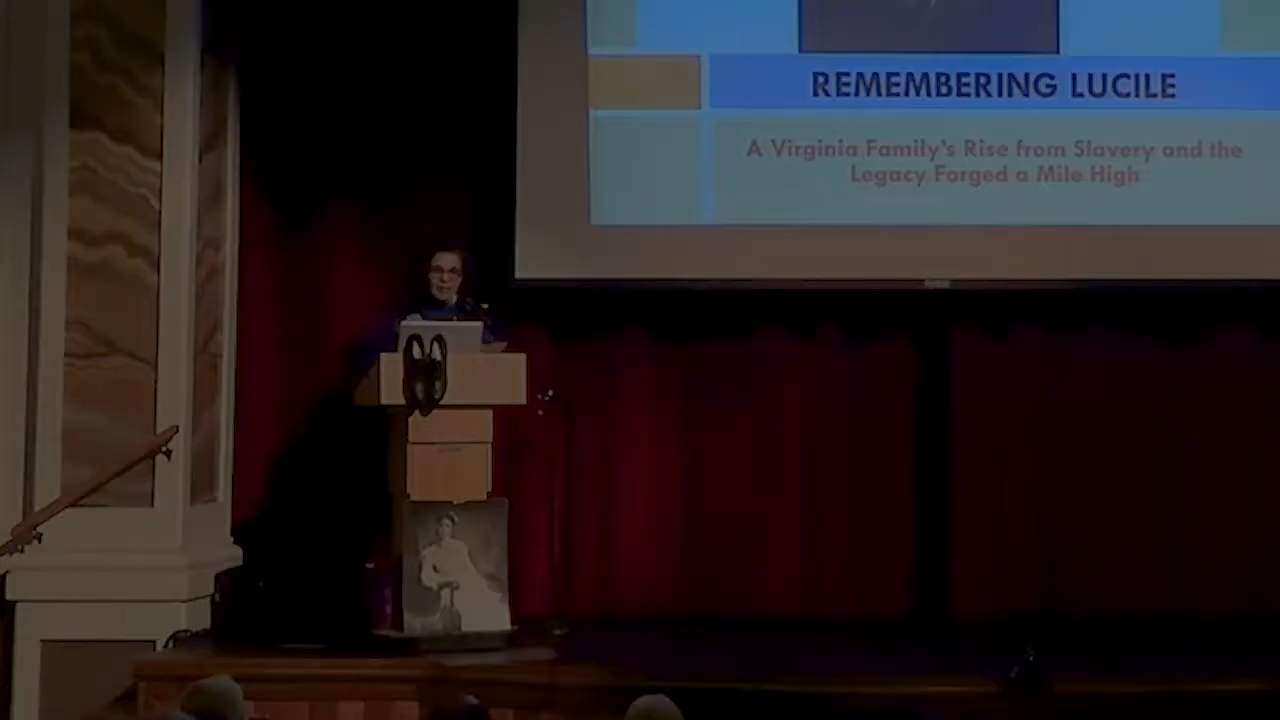 REMEMBERING LUCILE
A Virginia Family's Rise from Slavery and the
Legacy Forged a Mile High